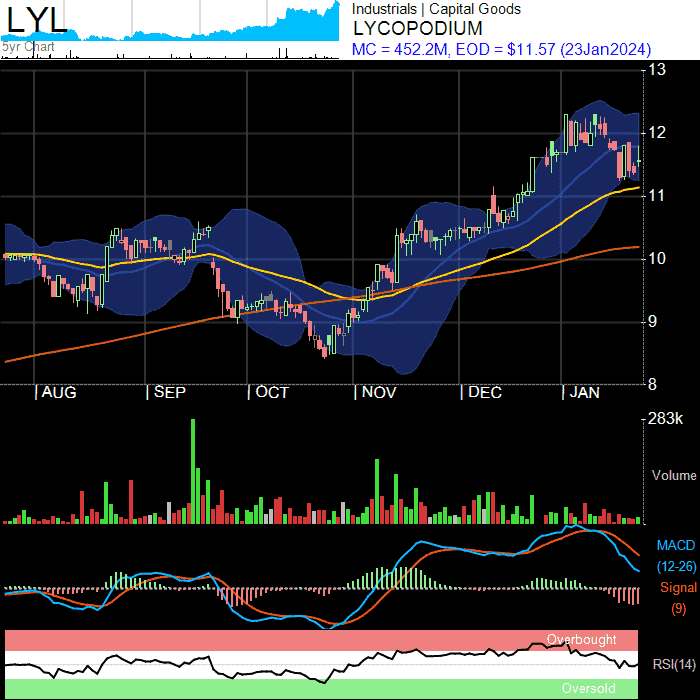 LYL
5yr Chart
Industrials | Capital Goods
LYCOPODIUM
MC = 452.2M, EOD = $11.57 (23Jan2024)
13
12
11
10
9
8
| AUG | SEP | OCT | NOV | DEC | JAN
283k
Volume
MACD
(12-26)
Signal
(9)
Overbought
RSI(14)
Oversold